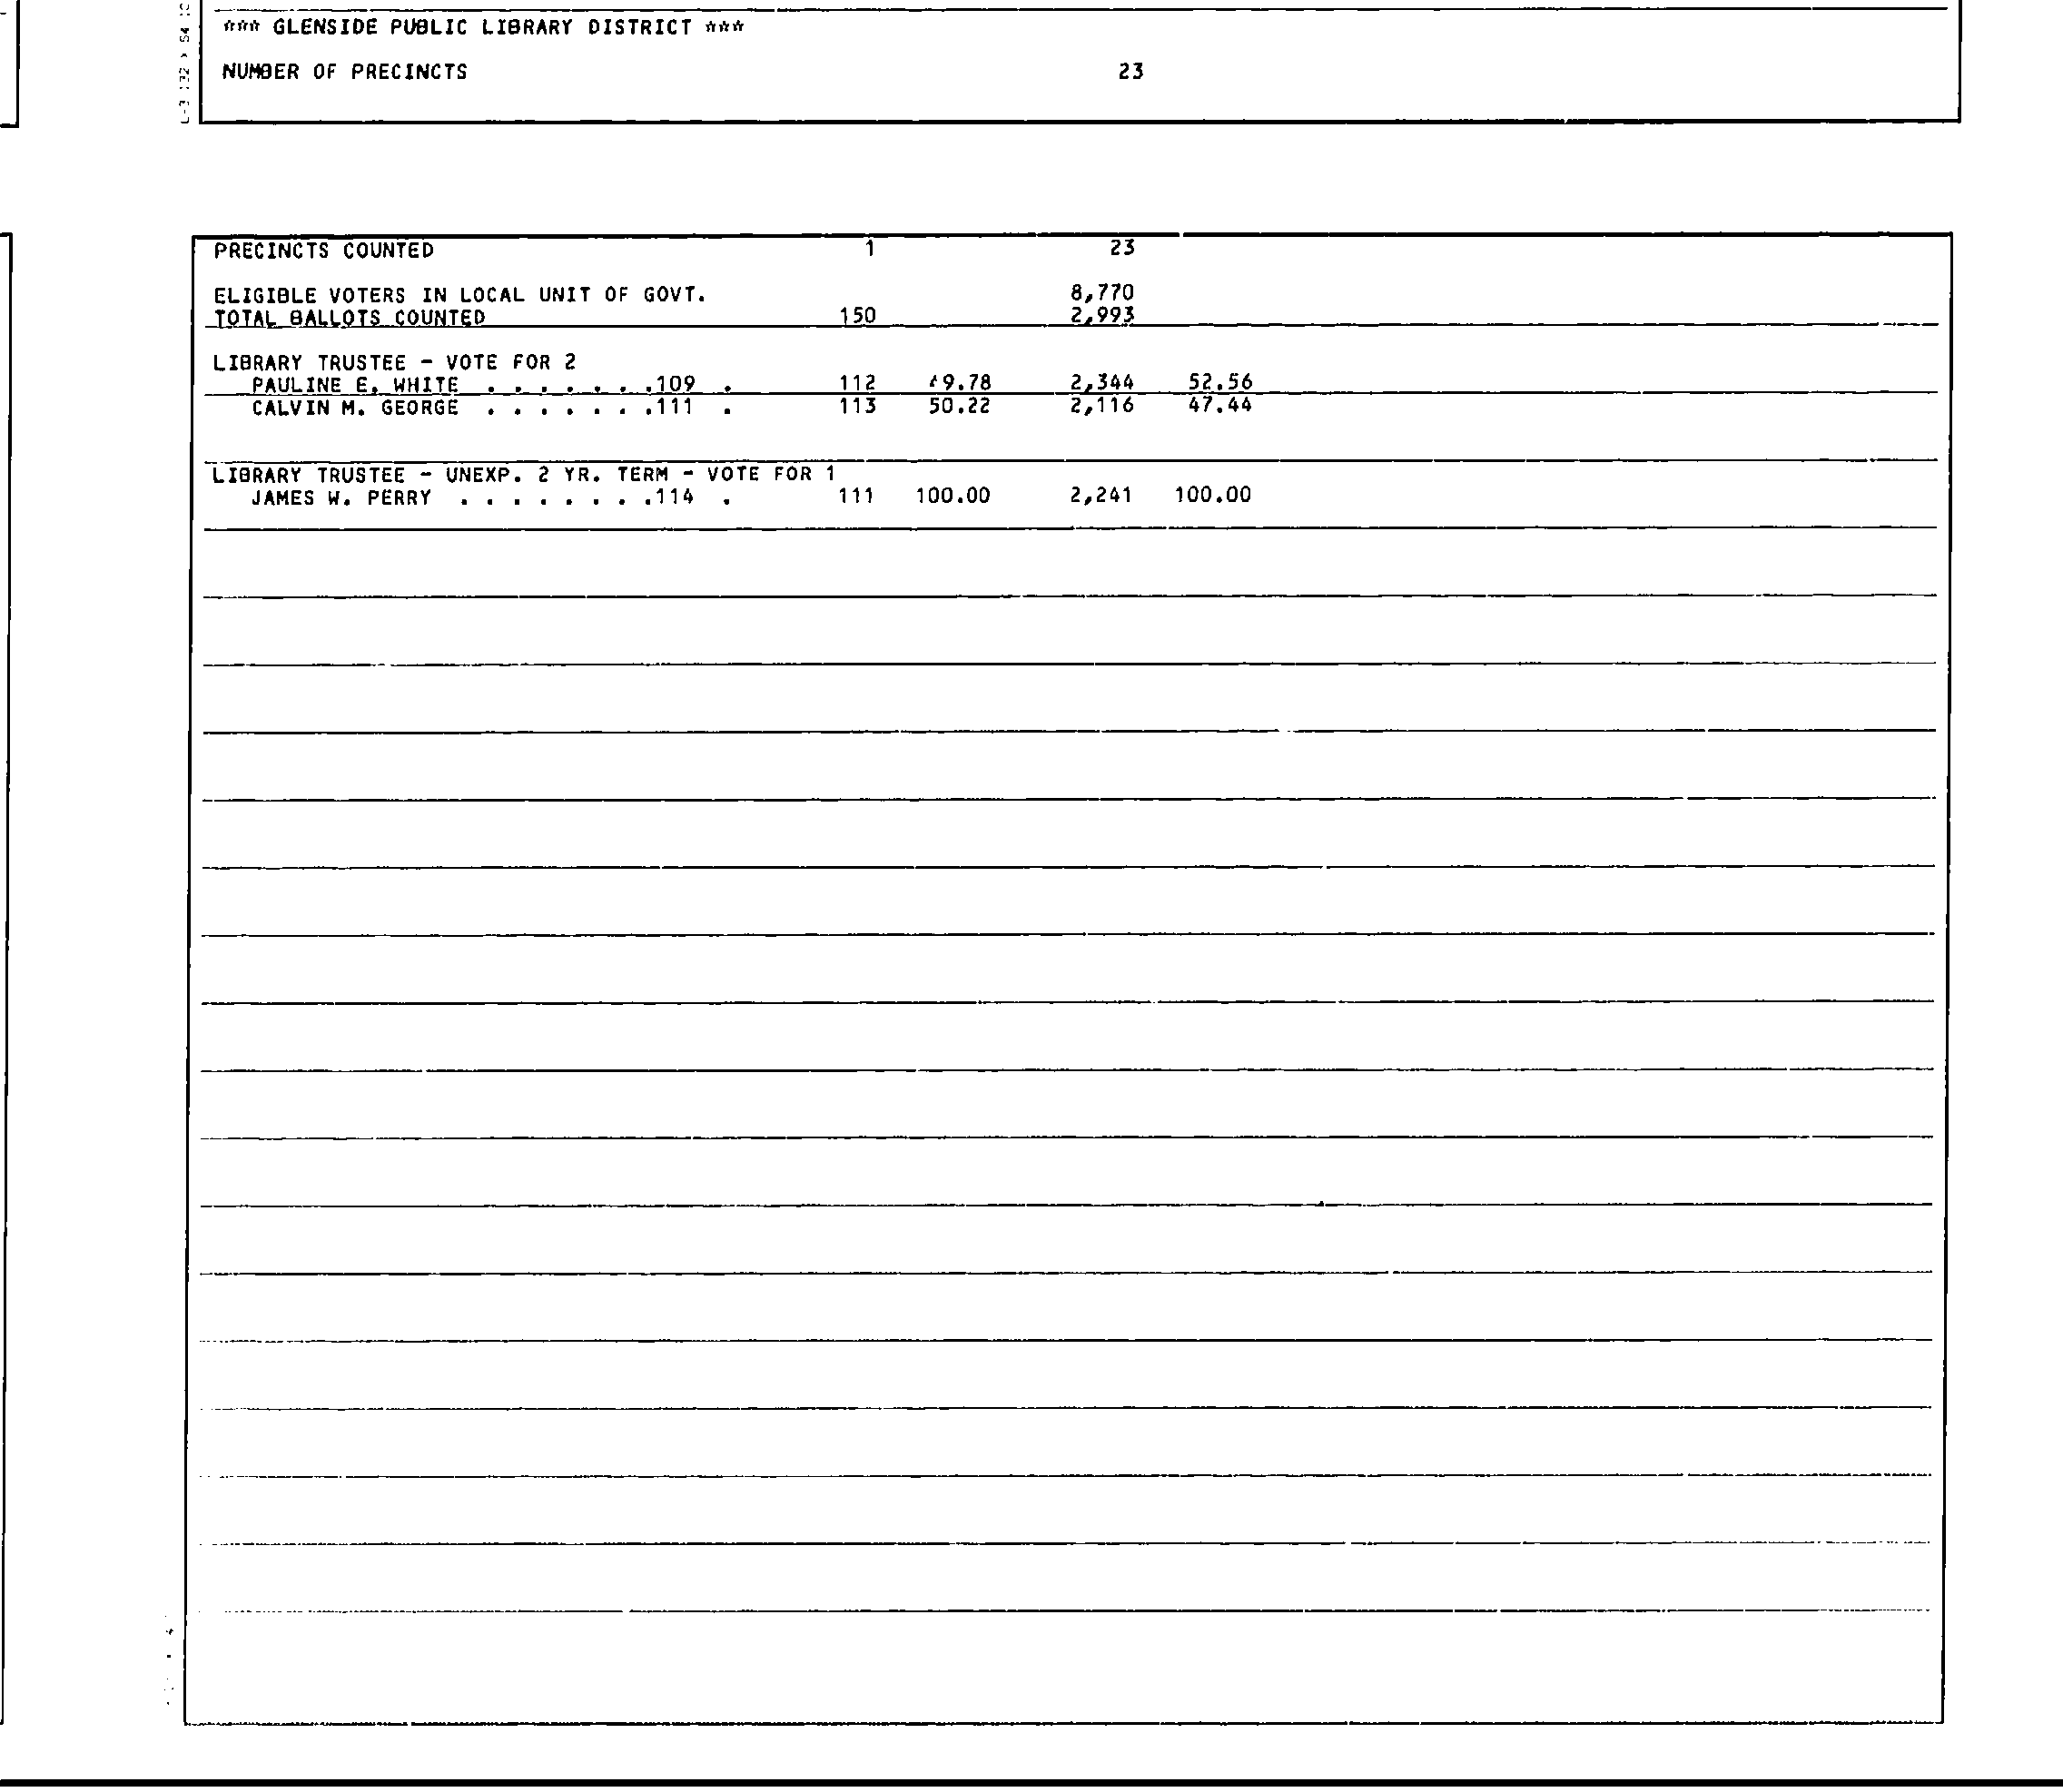 *** GLENSIDE PUBLIC LIBRARY DISTRICT ***
NUMBER OF PRECINCTS 23
PRECINCTS COUNTED 1 23
ELIGIBLE VOTERS IN LOCAL UNIT OF GOVT. 8,770
TOTAL BALLOTS COUNTED 150 2,993
LIBRARY TRUSTEE - VOTE FOR 2
PAULINE E. WHITE . . . . . . .109 . 112 49.78 2,344 52.56
CALVIN M. GEORGE . . . . . . .111 . 113 50.22 2,116 47.44
LIBRARY TRUSTEE - UNEXP. 2 YR. TERM - VOTE FOR 1
JAMES W. PERRY . . . . . . . .114 . 111 100.00 2,241 100.00